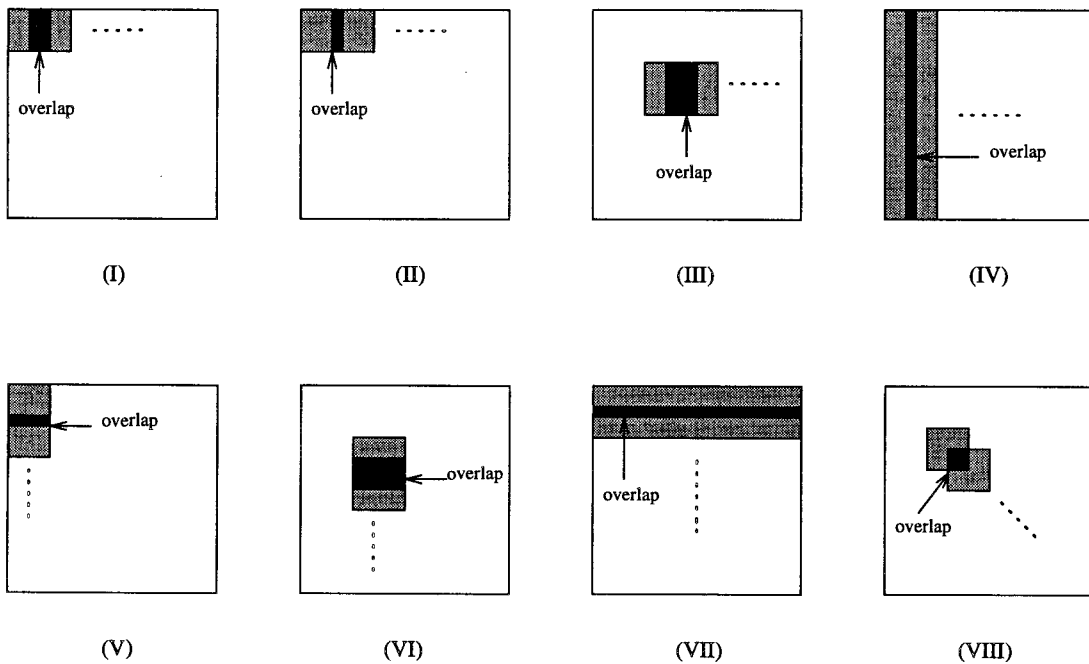 overlap
overlap
overlap
overlap
(I)
(II)
(III)
(IV)
overlap
overlap
overlap
overlap
(V)
(VI)
(VII)
(VIII)